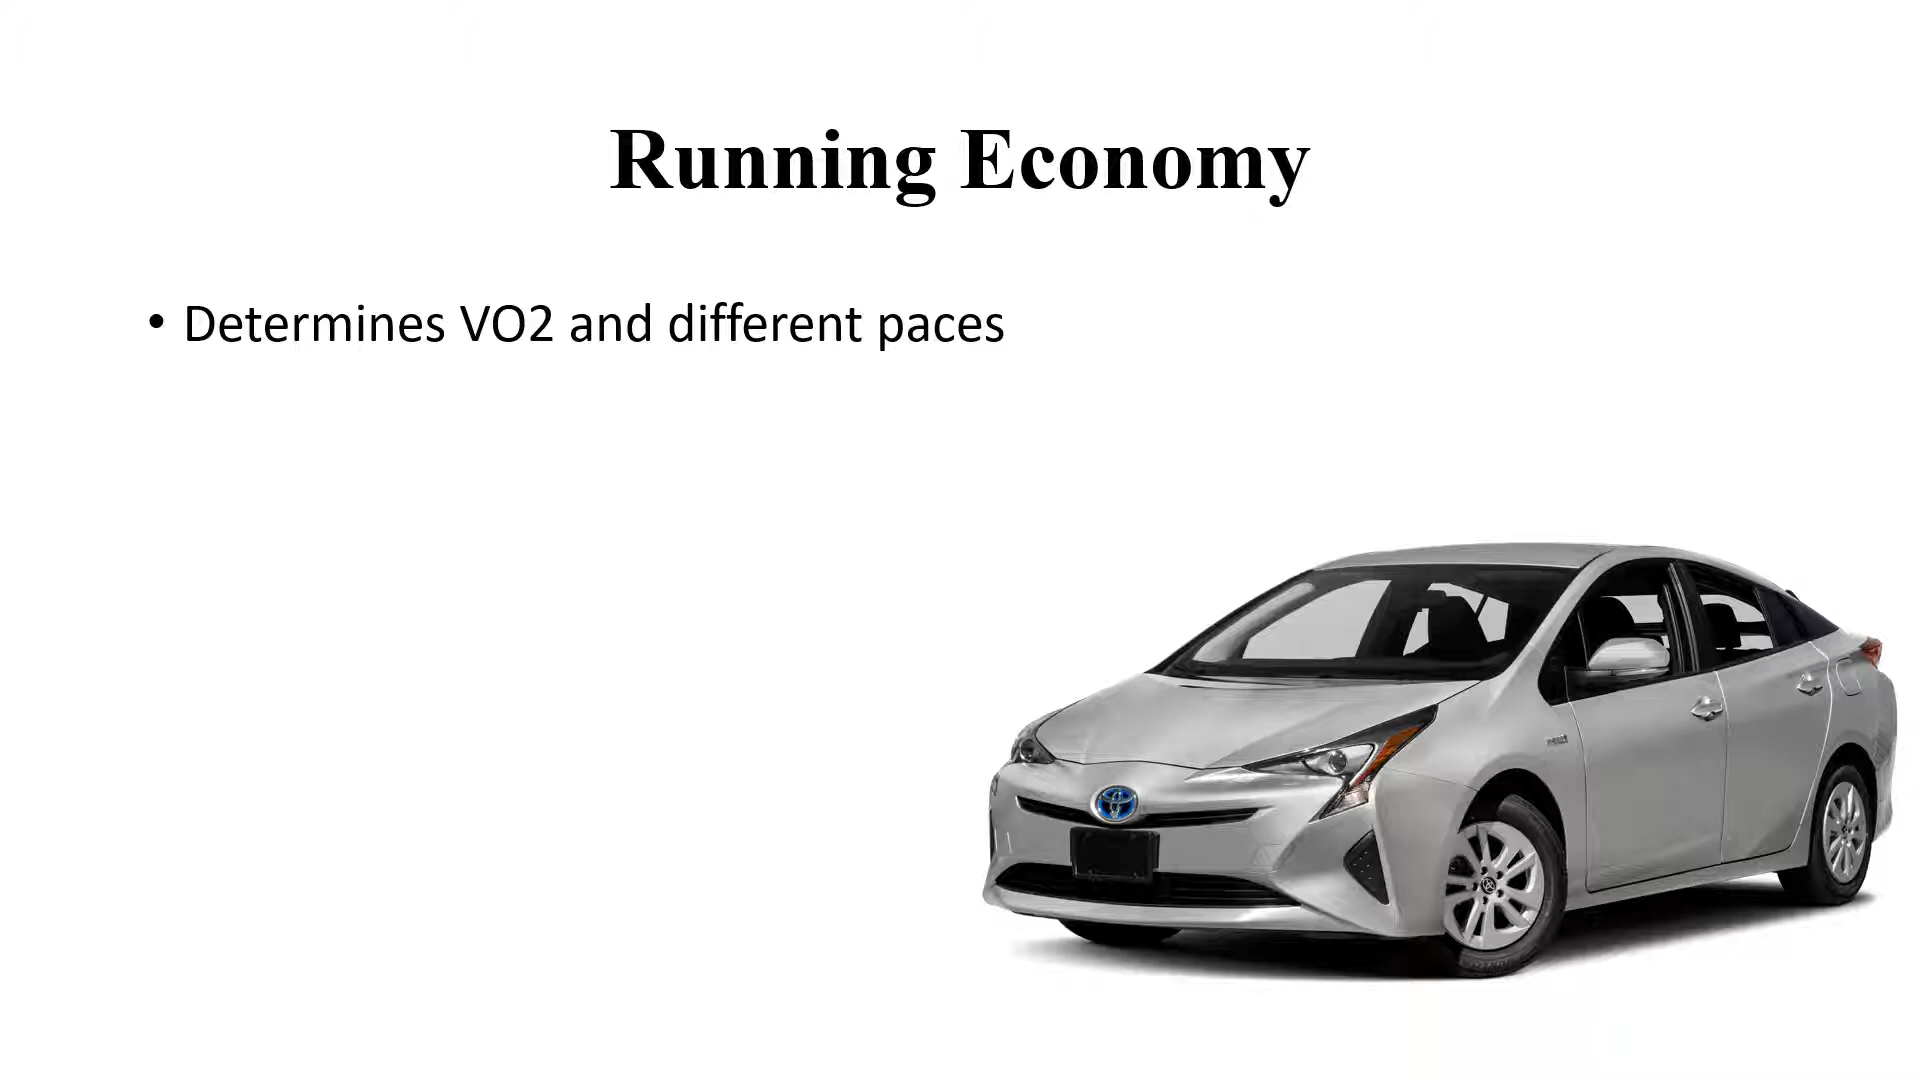 Running Economy
• Determines VO2 and different paces